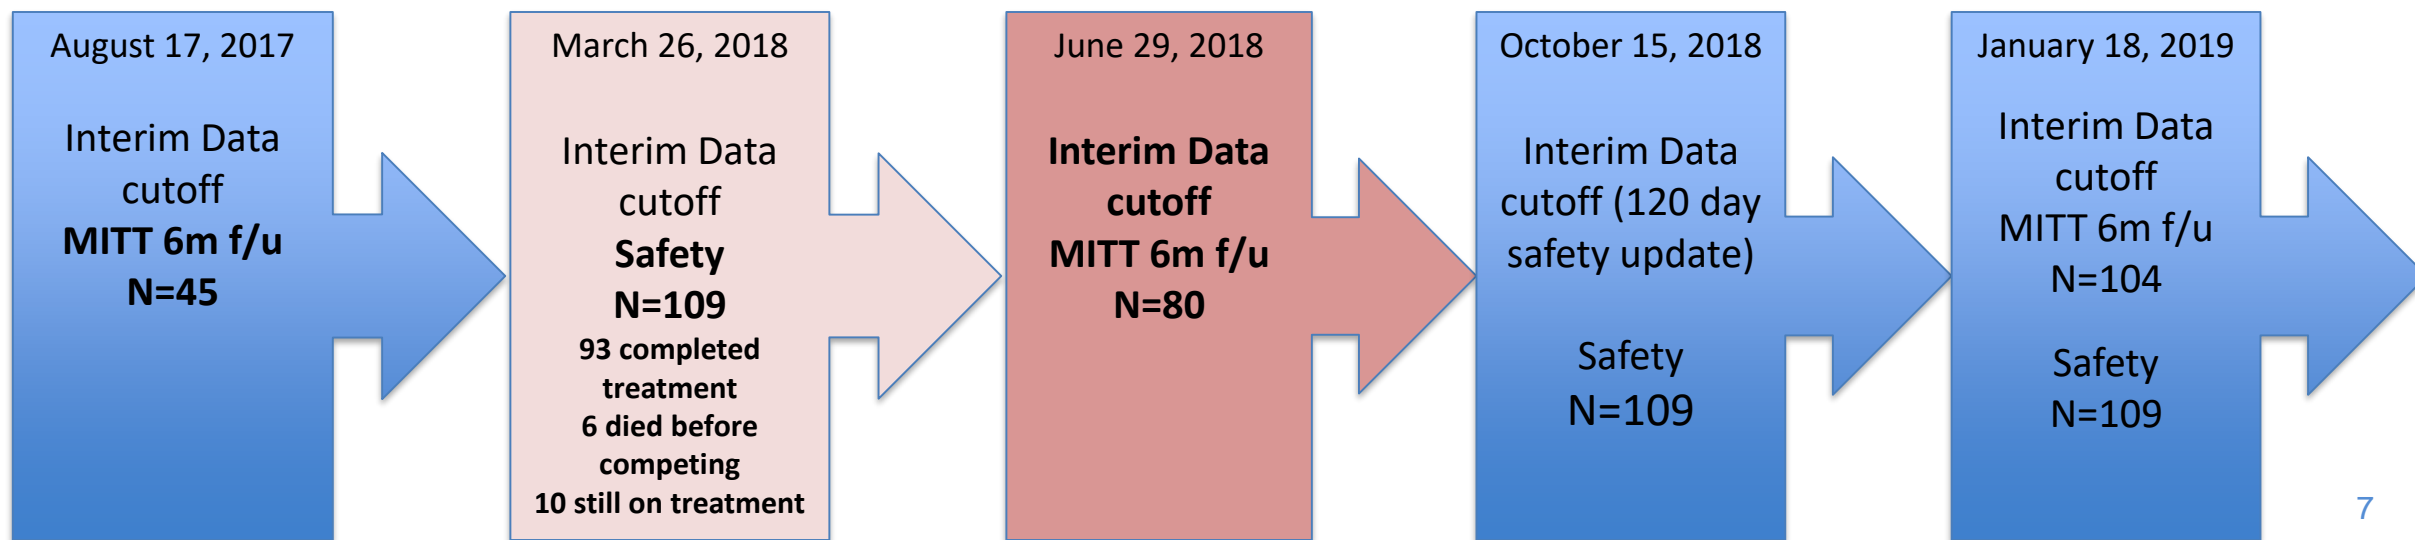 August 17, 2017
Interim Data
cutoff
MITT 6m f/u
N=45
March 26, 2018
Interim Data
cutoff
Safety
N=109
93 completed
treatment
6 died before
competing
10 still on treatment
June 29, 2018
Interim Data
cutoff
MITT 6m f/u
N=80
October 15, 2018
Interim Data
cutoff (120 day
safety update)
Safety
N=109
January 18, 2019
Interim Data
cutoff
MITT 6m f/u
N=104
Safety
N=109
7